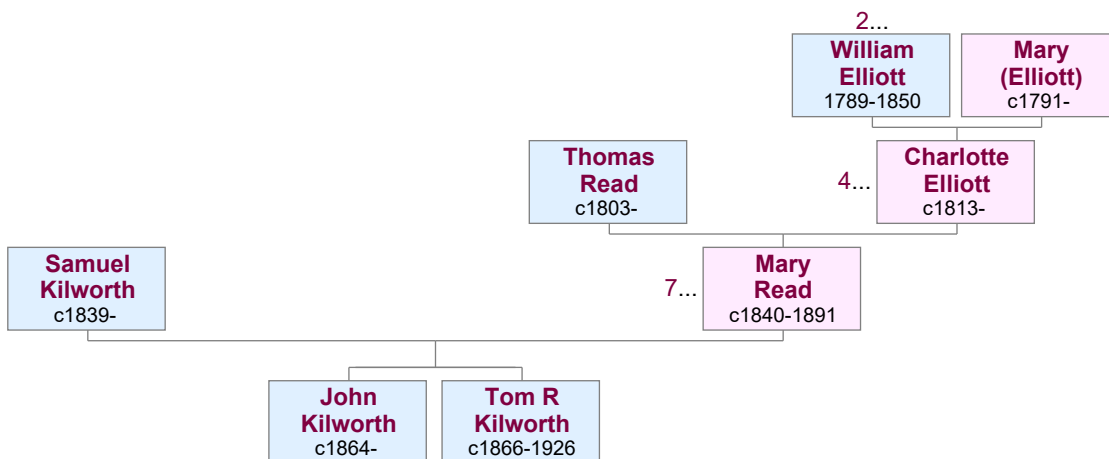 2...
William
Elliott
1789-1850
Mary
(Elliott)
c1791-
Thomas
Read
c1803-
4...
Charlotte
Elliott
c1813-
Samuel
Kilworth
c1839-
7...
Mary
Read
c1840-1891
John
Kilworth
c1864-
Tom R
Kilworth
c1866-1926